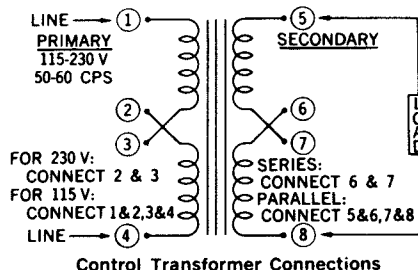 LINE 1
PRIMARY
115-230 V
50-60 CPS
2
3
FOR 230 V:
CONNECT 2 & 3
FOR 115 V:
CONNECT 1&2,3&4
LINE 4
5
SECONDARY
6
7
SERIES:
CONNECT 6 & 7
PARALLEL:
CONNECT 5&6,7&8
8
LOAD
Control Transformer Connections